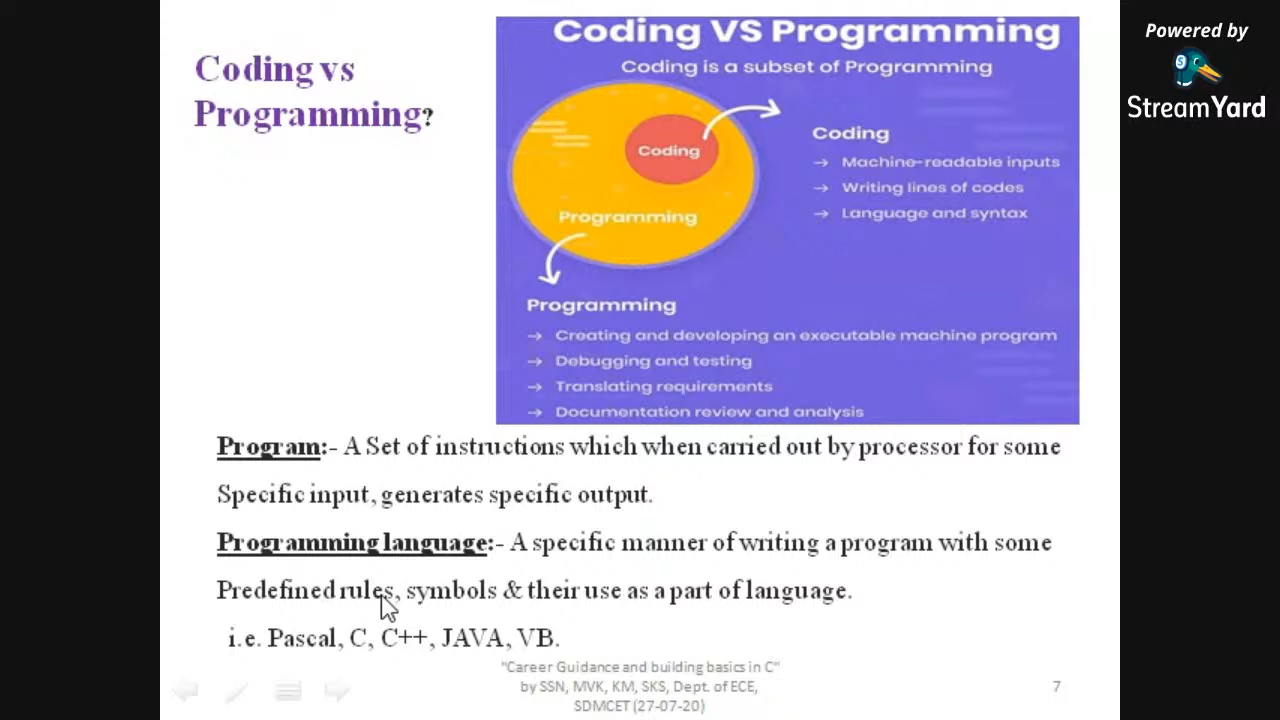 Coding vs
Programming?
Coding VS Programming
Coding is a subset of Programming
Coding
Programming
Coding
→ Machine-readable inputs
→ Writing lines of codes
→ Language and syntax
Programming
→ Creating and developing an executable machine program
→ Debugging and testing
→ Translating requirements
→ Documentation review and analysis
Program:- A Set of instructions which when carried out by processor for some
Specific input, generates specific output.
Programming language:- A specific manner of writing a program with some
Predefined rules, symbols & their use as a part of language.
i.e. Pascal, C, C++, JAVA, VB.
"Career Guidance and building basics in C"
by SSN, MVK, KM, SKS, Dept. of ECE,
SDMCET (27-07-20)
7
Powered by
StreamYard